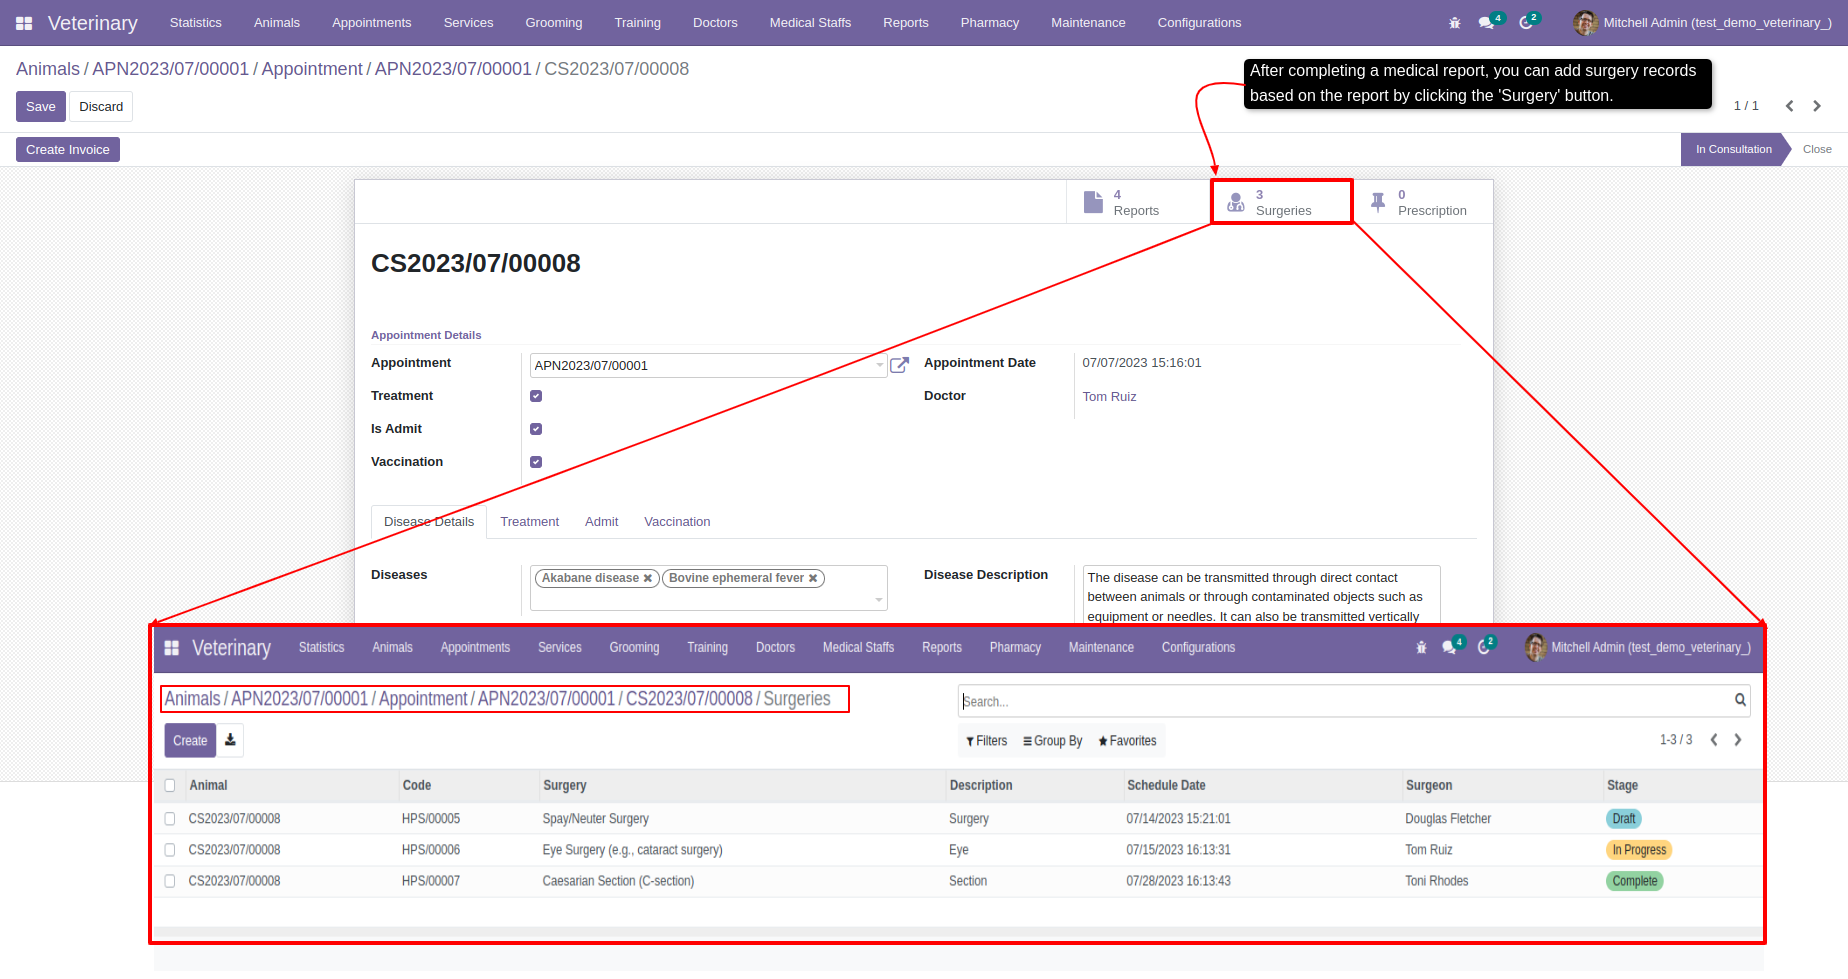 Veterinary Statistics Animals Appointments Services Grooming Training Doctors Medical Staffs Reports Pharmacy Maintenance Configurations 4 2 Mitchell Admin (test_demo_veterinary_)
Animals / APN2023/07/00001 / Appointment / APN2023/07/00001 / CS2023/07/00008
After completing a medical report, you can add surgery records
based on the report by clicking the 'Surgery' button.
Save Discard 1 / 1
Create Invoice In Consultation Close
4 3 0
Reports Surgeries Prescription
CS2023/07/00008
Appointment Details
Appointment APN2023/07/00001 Appointment Date 07/07/2023 15:16:01
Treatment Doctor Tom Ruiz
Is Admit
Vaccination
Disease Details Treatment Admit Vaccination
Diseases Akabane disease ✖ Bovine ephemeral fever ✖ Disease Description The disease can be transmitted through direct contact
between animals or through contaminated objects such as
equipment or needles. It can also be transmitted vertically
Veterinary Statistics Animals Appointments Services Grooming Training Doctors Medical Staffs Reports Pharmacy Maintenance Configurations 4 2 Mitchell Admin (test_demo_veterinary_)
Animals / APN2023/07/00001 / Appointment / APN2023/07/00001 / CS2023/07/00008 / Surgeries Search...
Create Filters Group By Favorites 1-3 / 3
Animal Code Surgery Description Schedule Date Surgeon Stage
CS2023/07/00008 HPS/00005 Spay/Neuter Surgery Surgery 07/14/2023 15:21:01 Douglas Fletcher Draft
CS2023/07/00008 HPS/00006 Eye Surgery (e.g., cataract surgery) Eye 07/15/2023 16:13:31 Tom Ruiz In Progress
CS2023/07/00008 HPS/00007 Caesarian Section (C-section) Section 07/28/2023 16:13:43 Toni Rhodes Complete